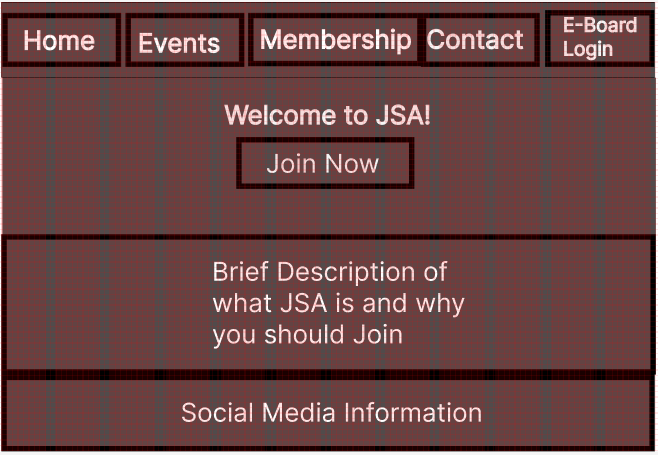 Home
Events
Membership
Contact
E-Board
Login
Welcome to JSA!
Join Now
Brief Description of
what JSA is and why
you should Join
Social Media Information